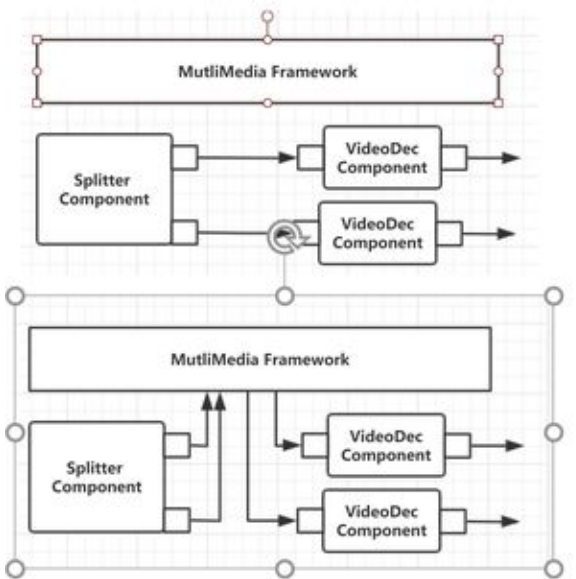 MutliMedia Framework
Splitter
Component
VideoDec
Component
VideoDec
Component
MutliMedia Framework
Splitter
Component
VideoDec
Component
VideoDec
Component